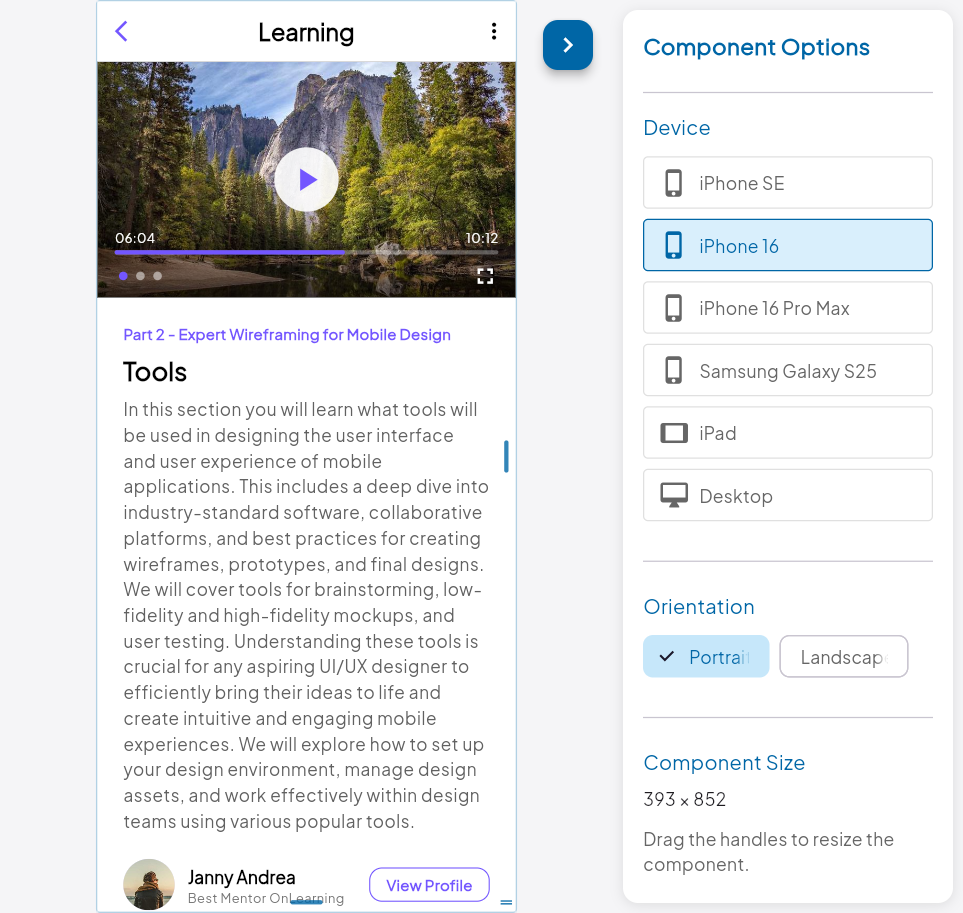 Learning
06:04
10:12
Part 2 - Expert Wireframing for Mobile Design
Tools
In this section you will learn what tools will
be used in designing the user interface
and user experience of mobile
applications. This includes a deep dive into
industry-standard software, collaborative
platforms, and best practices for creating
wireframes, prototypes, and final designs.
We will cover tools for brainstorming, low-
fidelity and high-fidelity mockups, and
user testing. Understanding these tools is
crucial for any aspiring UI/UX designer to
efficiently bring their ideas to life and
create intuitive and engaging mobile
experiences. We will explore how to set up
your design environment, manage design
assets, and work effectively within design
teams using various popular tools.
Janny Andrea
Best Mentor OnLearning
View Profile
Component Options
Device
iPhone SE
iPhone 16
iPhone 16 Pro Max
Samsung Galaxy S25
iPad
Desktop
Orientation
Portrait
Landscap
Component Size
393 × 852
Drag the handles to resize the
component.